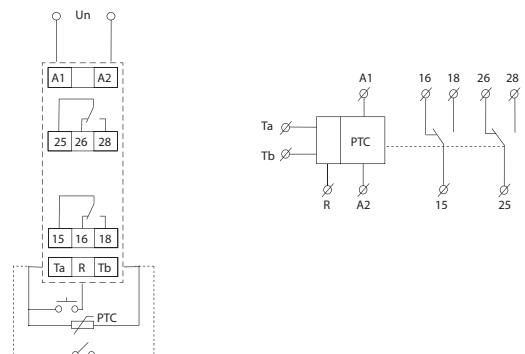 Un
A1 A2
25 26 28
15 16 18
Ta R Tb
PTC
A1 16 18 26 28
Ta
PTC
Tb
R A2 15 25